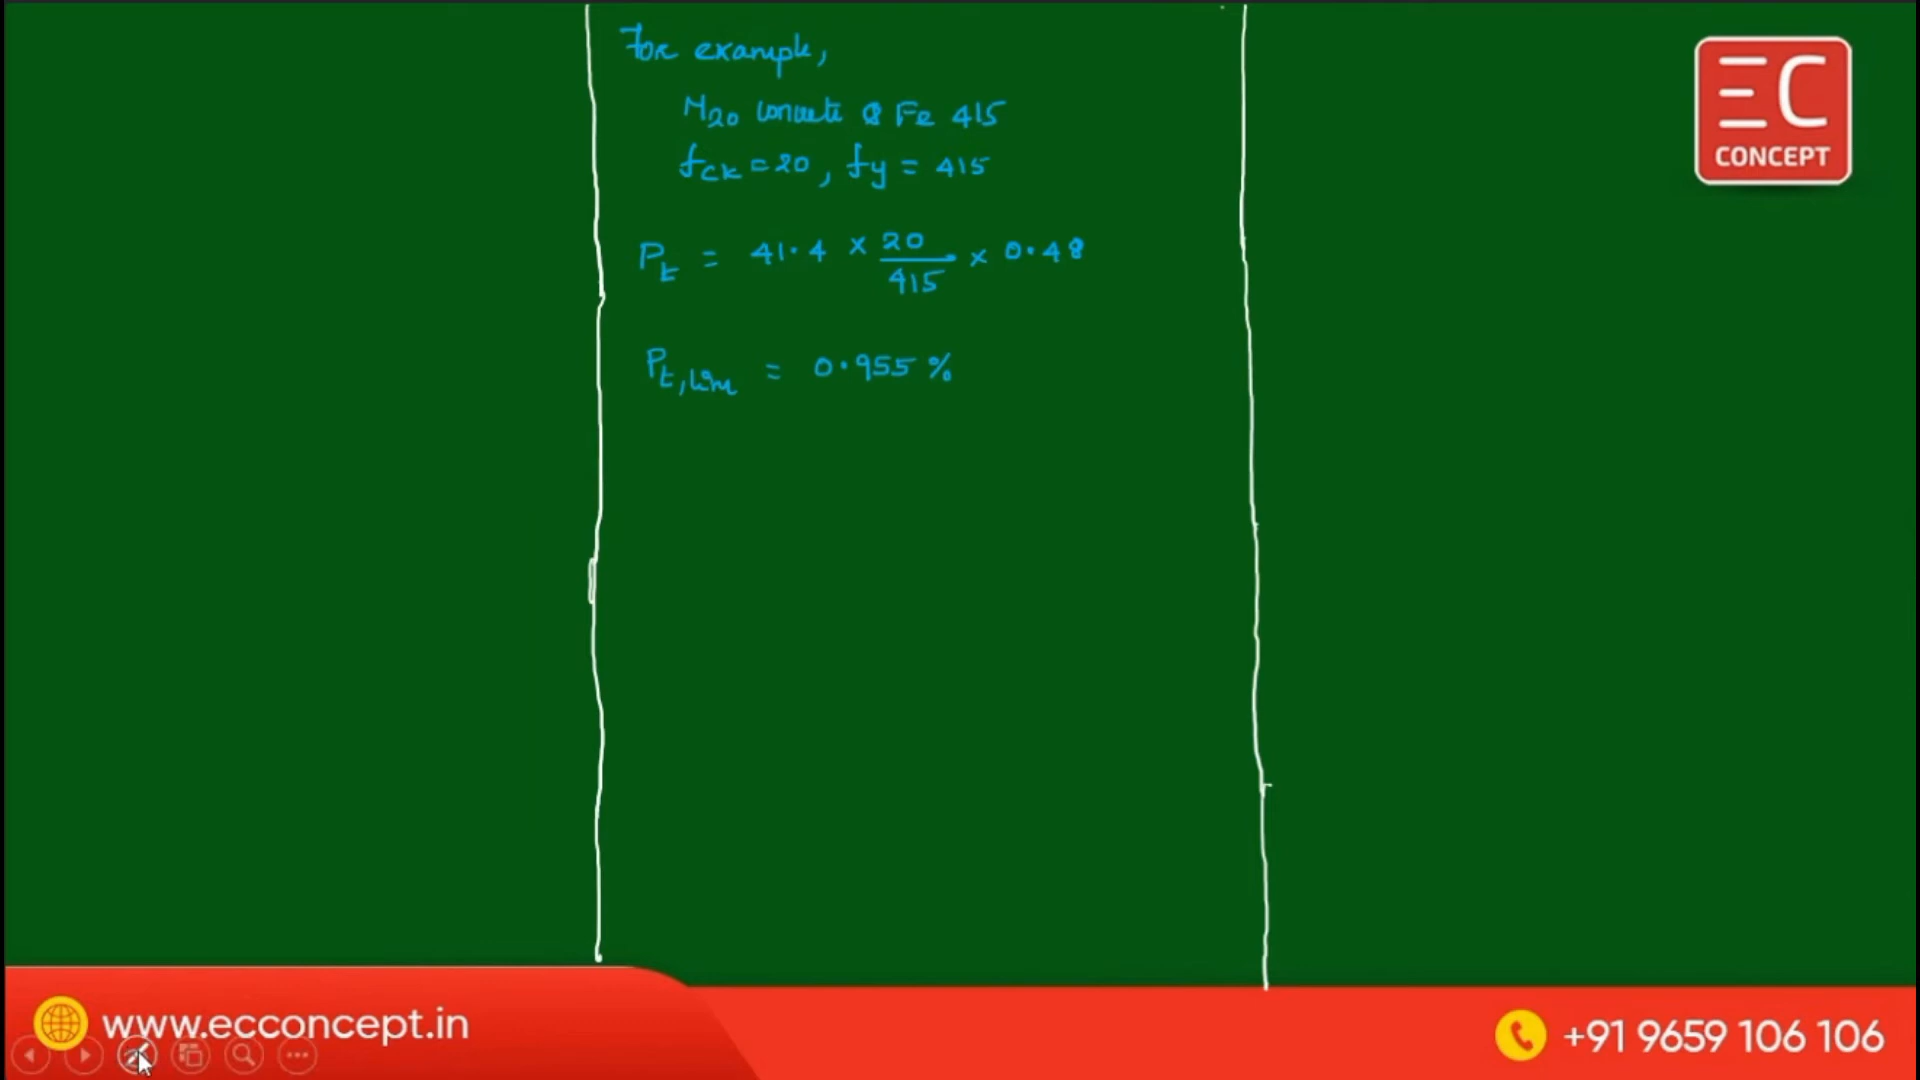 For example,
M20 concrete & Fe 415
fck = 20, fy = 415
Pt = 41.4 × 20/415 × 0.48
Pt,lim = 0.955 %
EC
CONCEPT
www.ecconcept.in
+91 9659 106 106